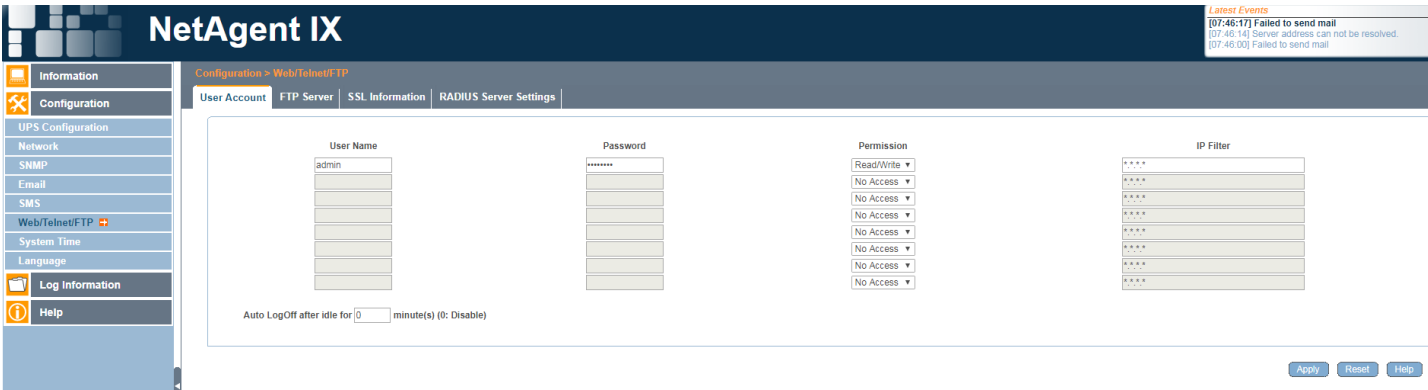 NetAgent IX
Latest Events
[07:46:17] Failed to send mail
[07:46:14] Server address can not be resolved.
[07:46:00] Failed to send mail
Information
Configuration
UPS Configuration
Network
SNMP
Email
SMS
Web/Telnet/FTP
System Time
Language
Log Information
Help
Configuration > Web/Telnet/FTP
User Account FTP Server SSL Information RADIUS Server Settings
User Name Password Permission IP Filter
admin •••••••• Read/Write *.*.*.*
No Access *.*.*.*
No Access *.*.*.*
No Access *.*.*.*
No Access *.*.*.*
No Access *.*.*.*
No Access *.*.*.*
No Access *.*.*.*
Auto LogOff after idle for 0 minute(s) (0: Disable)
Apply Reset Help